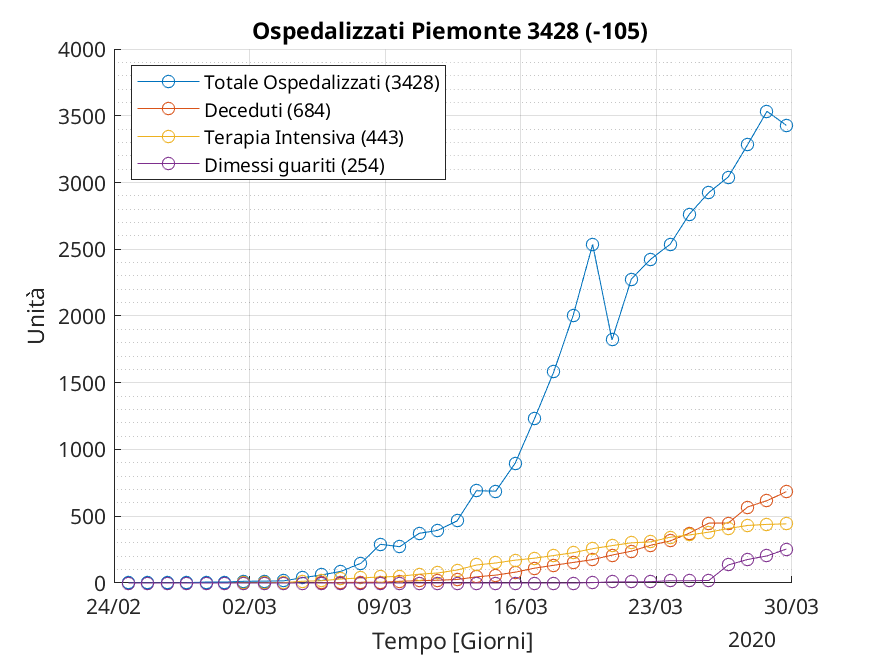 Ospedalizzati Piemonte 3428 (-105)
4000
3500
3000
2500
2000
1500
1000
500
0
Unità
Totale Ospedalizzati (3428)
Deceduti (684)
Terapia Intensiva (443)
Dimessi guariti (254)
24/02 02/03 09/03 16/03 23/03 30/03
Tempo [Giorni]
2020